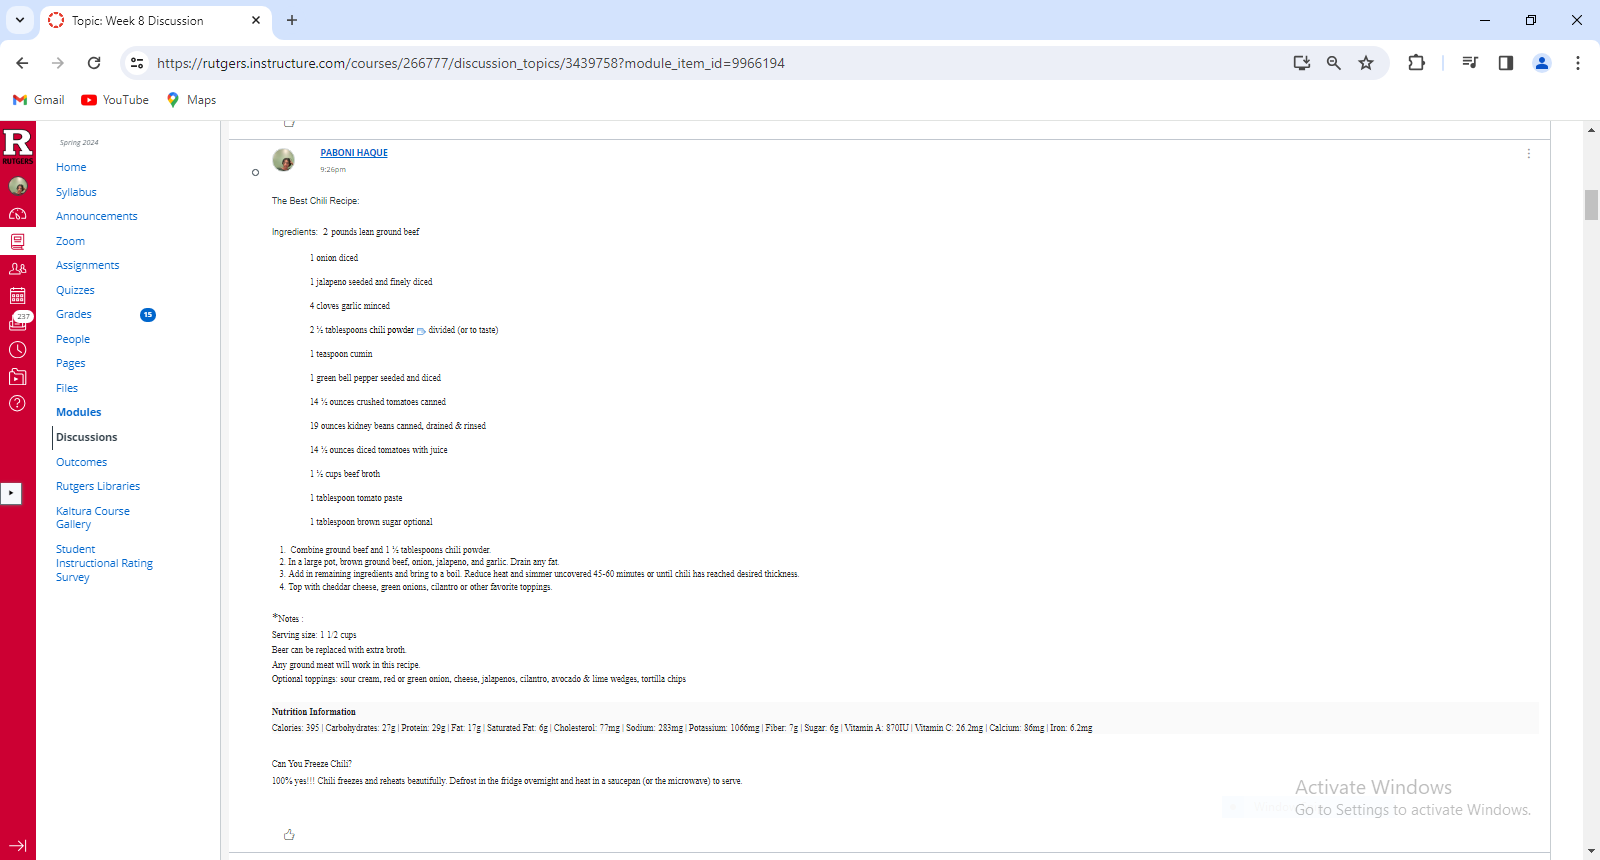 Topic: Week 8 Discussion
https://rutgers.instructure.com/courses/266777/discussion_topics/3439758?module_item_id=9966194
Gmail
YouTube
Maps
R
RUTGERS
237
Spring 2024
Home
Syllabus
Announcements
Zoom
Assignments
Quizzes
Grades 15
People
Pages
Files
Modules
Discussions
Outcomes
Rutgers Libraries
Kaltura Course
Gallery
Student
Instructional Rating
Survey
PABONI HAQUE
9:26pm
The Best Chili Recipe:
Ingredients: 2 pounds lean ground beef
1 onion diced
1 jalapeno seeded and finely diced
4 cloves garlic minced
2 ½ tablespoons chili powder divided (or to taste)
1 teaspoon cumin
1 green bell pepper seeded and diced
14 ½ ounces crushed tomatoes canned
19 ounces kidney beans canned, drained & rinsed
14 ½ ounces diced tomatoes with juice
1 ½ cups beef broth
1 tablespoon tomato paste
1 tablespoon brown sugar optional
1. Combine ground beef and 1 ½ tablespoons chili powder.
2. In a large pot, brown ground beef, onion, jalapeno, and garlic. Drain any fat.
3. Add in remaining ingredients and bring to a boil. Reduce heat and simmer uncovered 45-60 minutes or until chili has reached desired thickness.
4. Top with cheddar cheese, green onions, cilantro or other favorite toppings.
*Notes :
Serving size: 1 1/2 cups
Beer can be replaced with extra broth.
Any ground meat will work in this recipe.
Optional toppings: sour cream, red or green onion, cheese, jalapenos, cilantro, avocado & lime wedges, tortilla chips
Nutrition Information
Calories: 395 | Carbohydrates: 27g | Protein: 29g | Fat: 17g | Saturated Fat: 6g | Cholesterol: 77mg | Sodium: 283mg | Potassium: 1066mg | Fiber: 7g | Sugar: 6g | Vitamin A: 870IU | Vitamin C: 26.2mg | Calcium: 86mg | Iron: 6.2mg
Can You Freeze Chili?
100% yes!!! Chili freezes and reheats beautifully. Defrost in the fridge overnight and heat in a saucepan (or the microwave) to serve.
Activate Windows
Go to Settings to activate Windows.